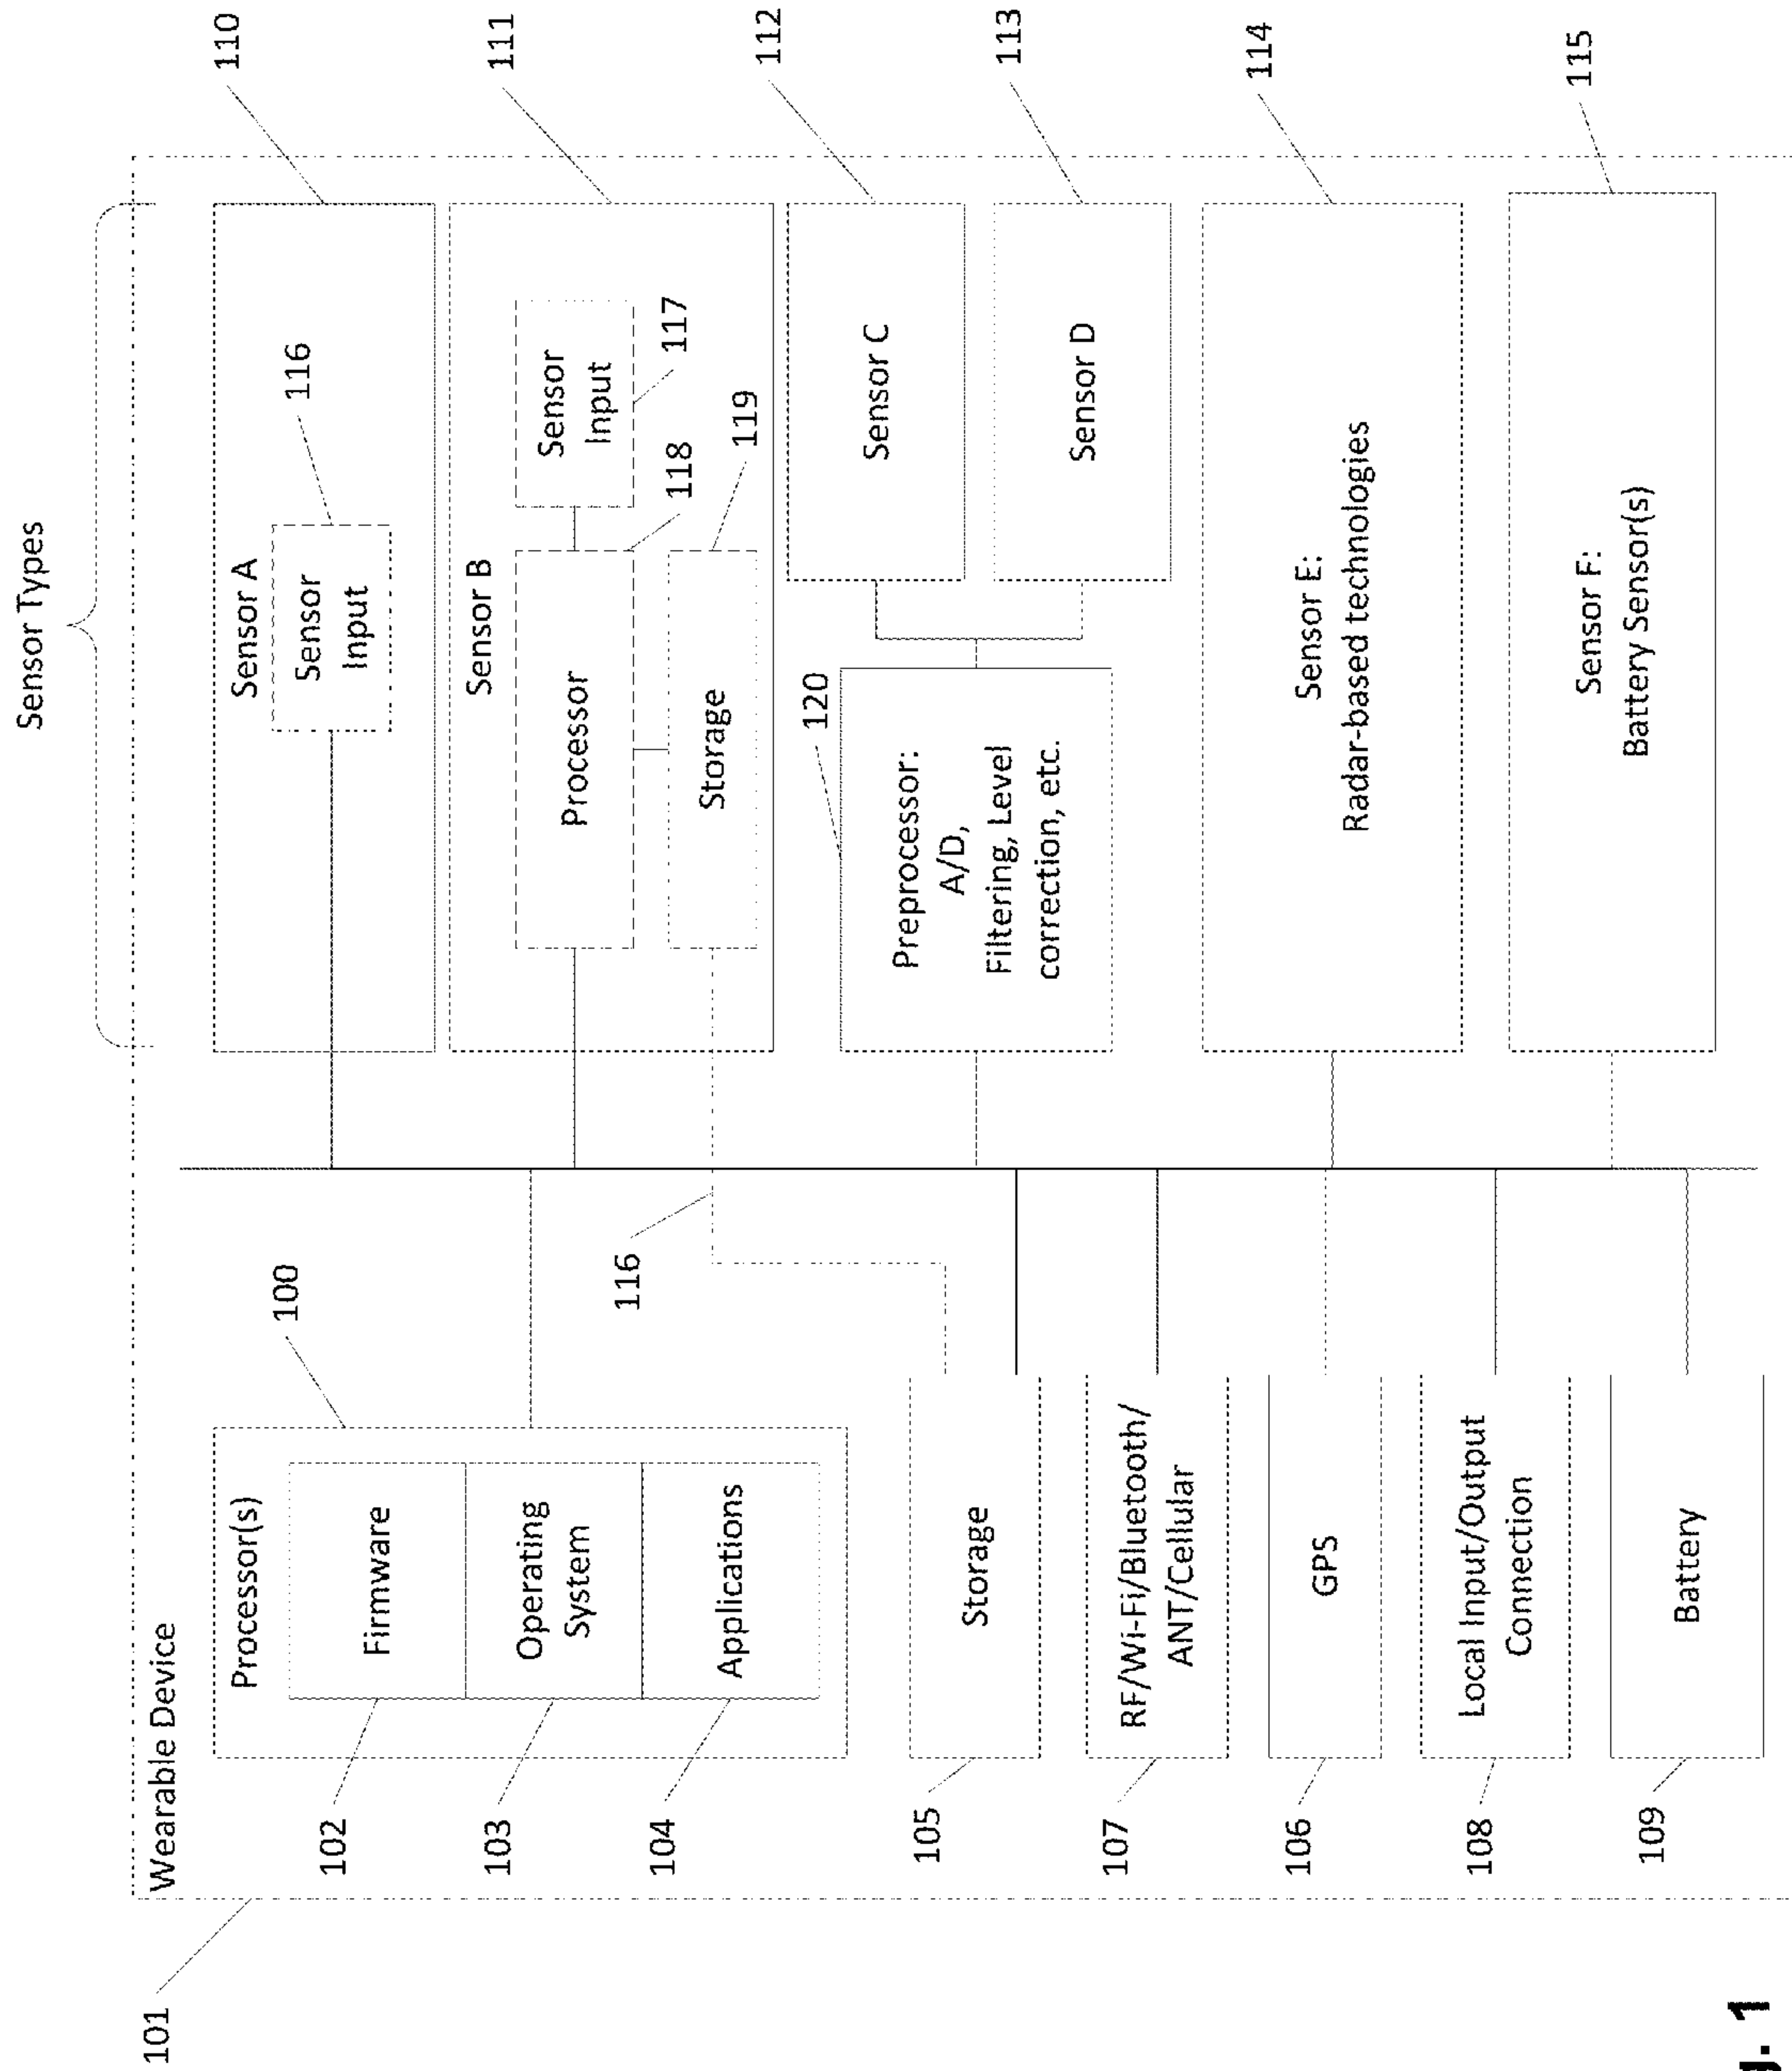 Sensor Types
Wearable Device
101
Processor(s)
100
Firmware
102
Operating
System
103
Applications
104
Storage
105
RF/Wi-Fi/Bluetooth/
ANT/Cellular
107
GPS
106
Local Input/Output
Connection
108
Battery
109
116
Sensor A
110
Sensor
Input
116
Sensor B
111
Processor
118
Sensor
Input
117
Storage
119
Preprocessor:
A/D,
Filtering, Level
correction, etc.
120
Sensor C
112
Sensor D
113
Sensor E:
Radar-based technologies
114
Sensor F:
Battery Sensor(s)
115
g. 1